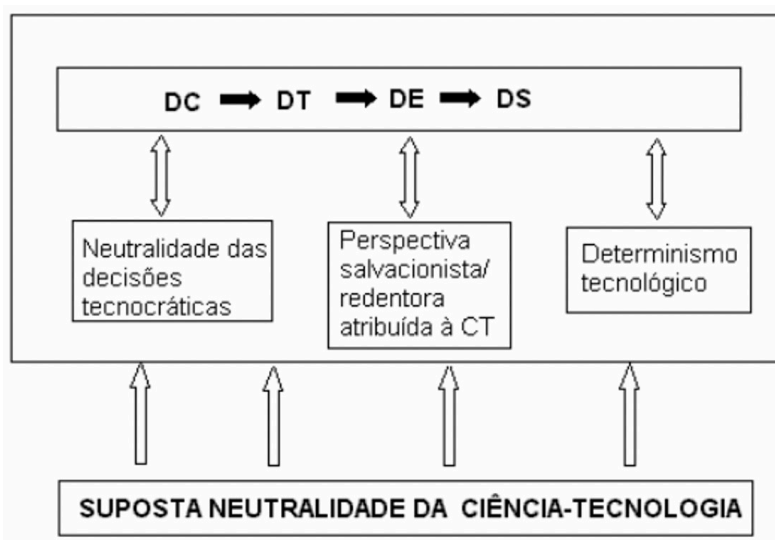 DC ➡ DT ➡ DE ➡ DS
Neutralidade das
decisões
tecnocráticas
Perspectiva
salvacionista/
redentora
atribuída à CT
Determinismo
tecnológico
SUPOSTA NEUTRALIDADE DA CIÊNCIA-TECNOLOGIA